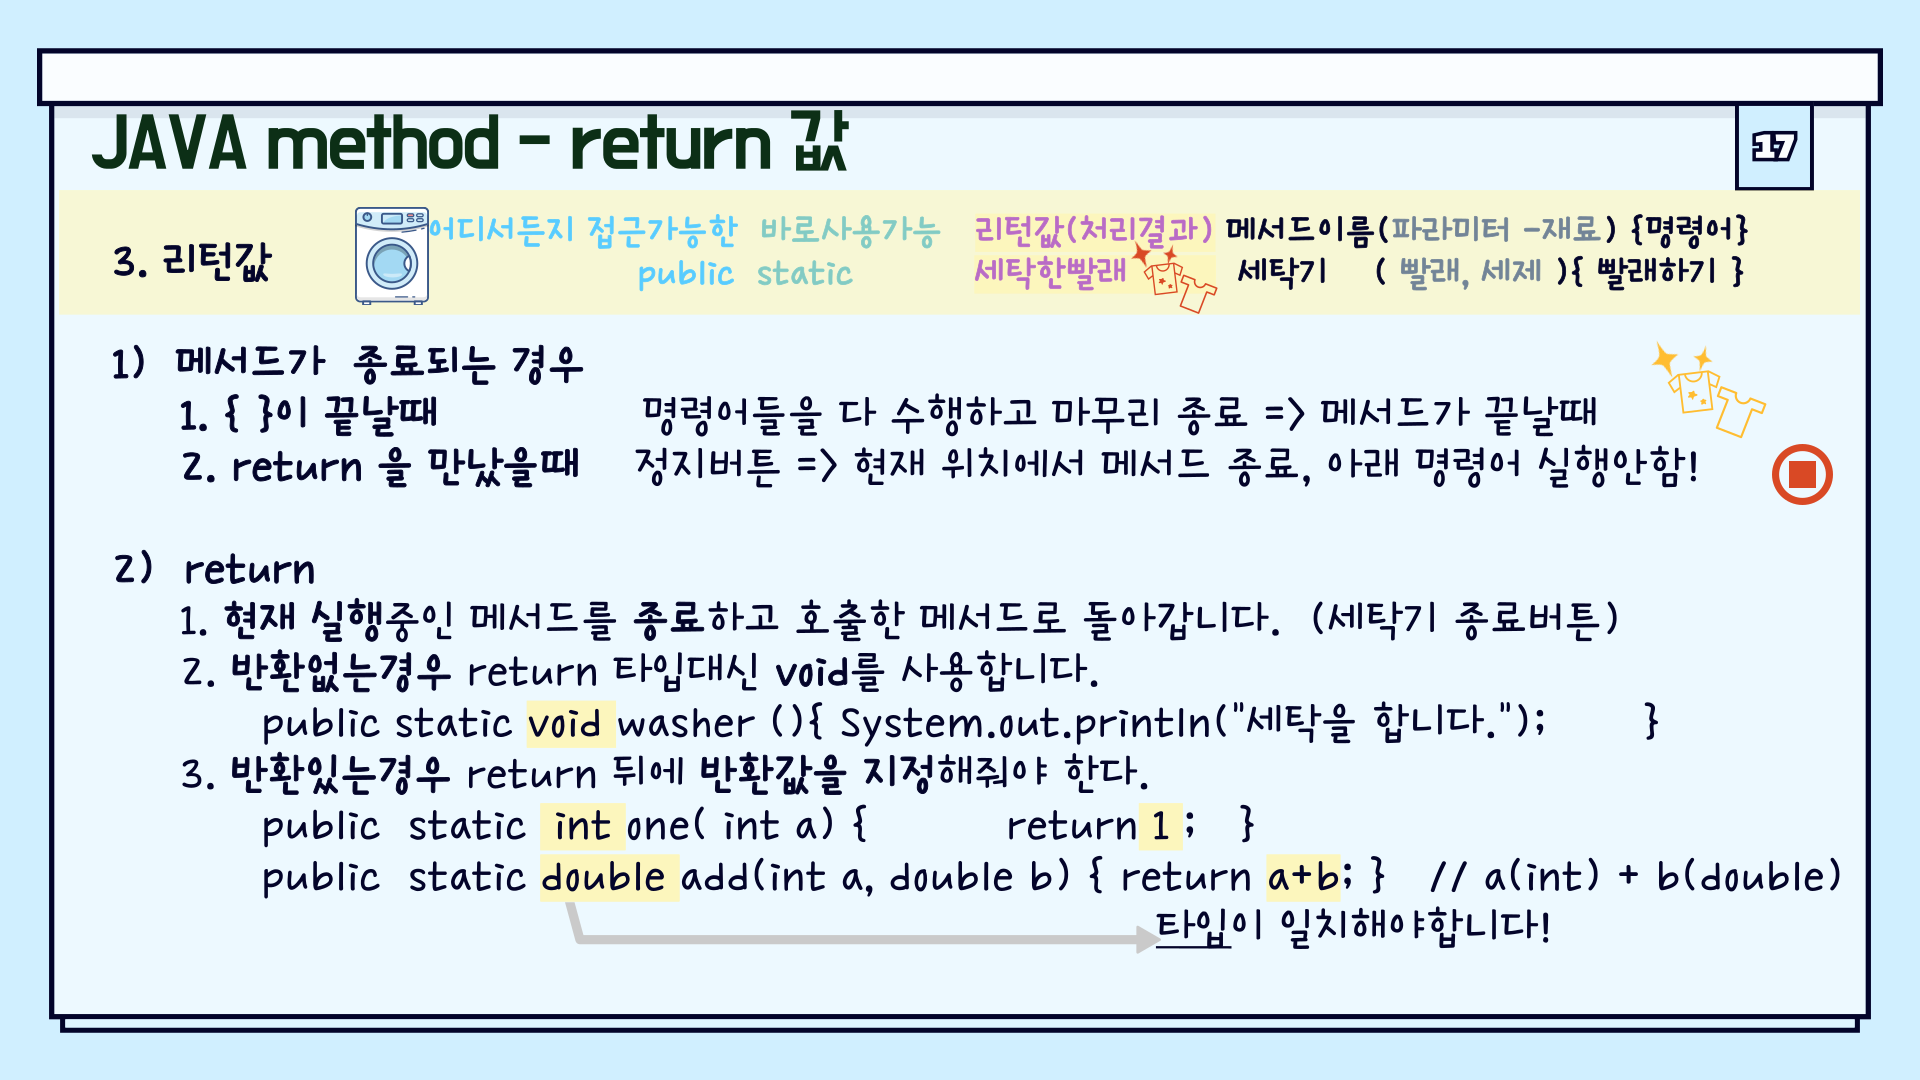 JAVA method - return 값
17
3. 리턴값
어디서든지 접근가능한 바로사용가능 리턴값(처리결과) 메서드이름(파라미터 -재료) {명령어}
public static 세탁한빨래 세탁기 ( 빨래, 세제 ){ 빨래하기 }
1) 메서드가 종료되는 경우
1. { }이 끝날때 명령어들을 다 수행하고 마무리 종료 => 메서드가 끝날때
2. return 을 만났을때 정지버튼 => 현재 위치에서 메서드 종료, 아래 명령어 실행안함!
2) return
1. 현재 실행중인 메서드를 종료하고 호출한 메서드로 돌아갑니다. (세탁기 종료버튼)
2. 반환없는경우 return 타입대신 void를 사용합니다.
public static void washer (){ System.out.println("세탁을 합니다."); }
3. 반환있는경우 return 뒤에 반환값을 지정해줘야 한다.
public static int one( int a) { return 1 ; }
public static double add(int a, double b) { return a+b; } // a(int) + b(double)
타입이 일치해야합니다!